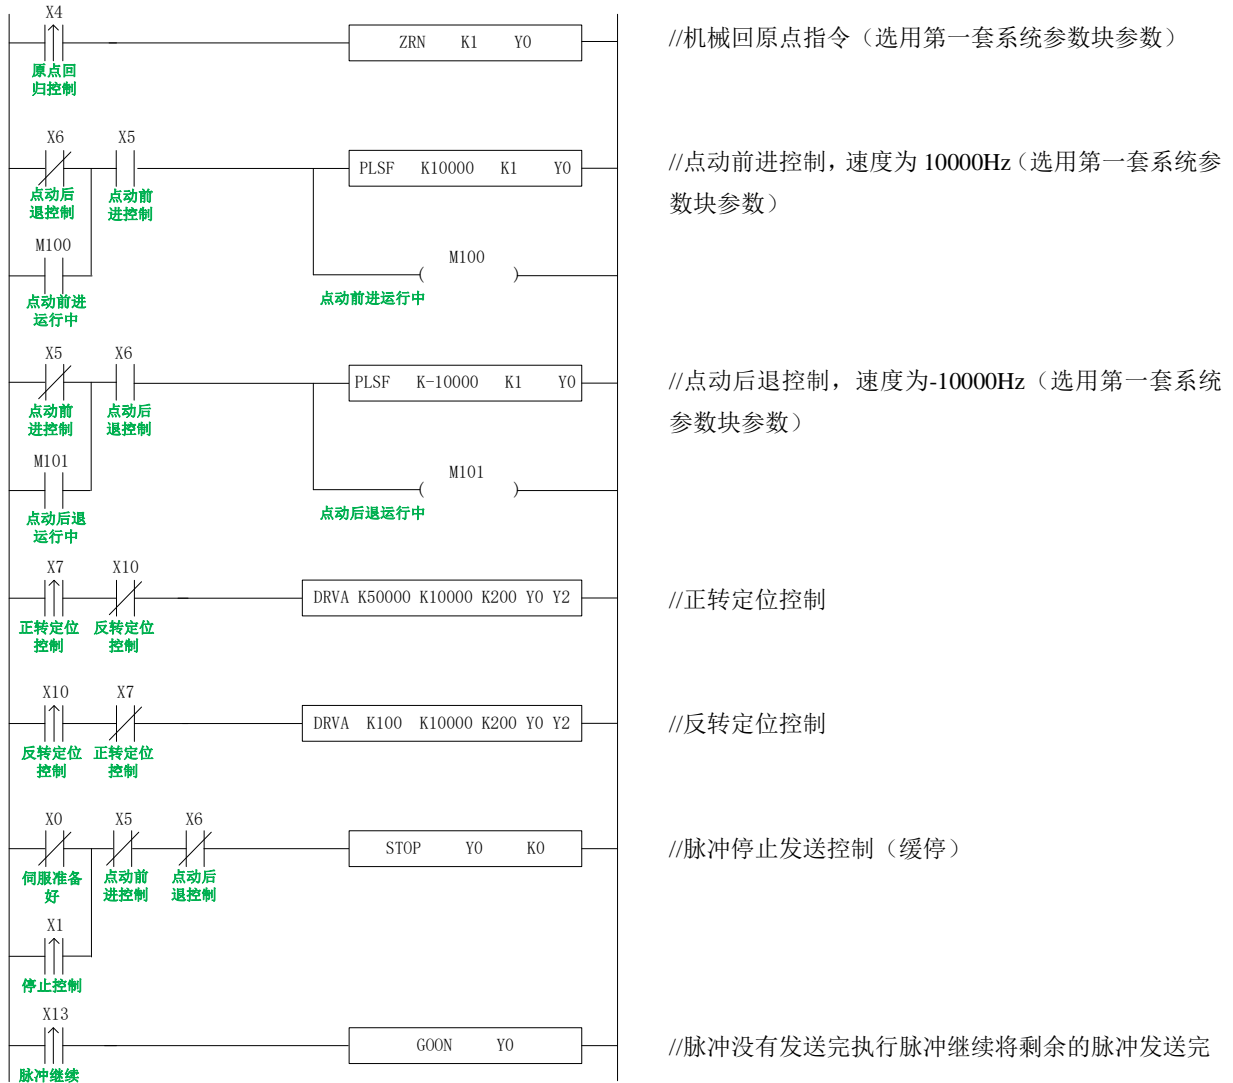 X4
ZRN K1 Y0
//机械回原点指令（选用第一套系统参数块参数）
原点回
归控制
X6 X5
PLSF K10000 K1 Y0
//点动前进控制，速度为 10000Hz（选用第一套系统参
数块参数）
点动后
退控制
点动前
进控制
M100
M100
点动前进
运行中
点动前进运行中
X5 X6
PLSF K-10000 K1 Y0
//点动后退控制，速度为-10000Hz（选用第一套系统
参数块参数）
点动前
进控制
点动后
退控制
M101
M101
点动后退
运行中
点动后退运行中
X7 X10
DRVA K50000 K10000 K200 Y0 Y2
//正转定位控制
正转定位
控制
反转定位
控制
X10 X7
DRVA K100 K10000 K200 Y0 Y2
//反转定位控制
反转定位
控制
正转定位
控制
X0 X5 X6
STOP Y0 K0
//脉冲停止发送控制（缓停）
伺服准备
好
点动前
进控制
点动后
退控制
X1
停止控制
X13
GOON Y0
//脉冲没有发送完执行脉冲继续将剩余的脉冲发送完
脉冲继续